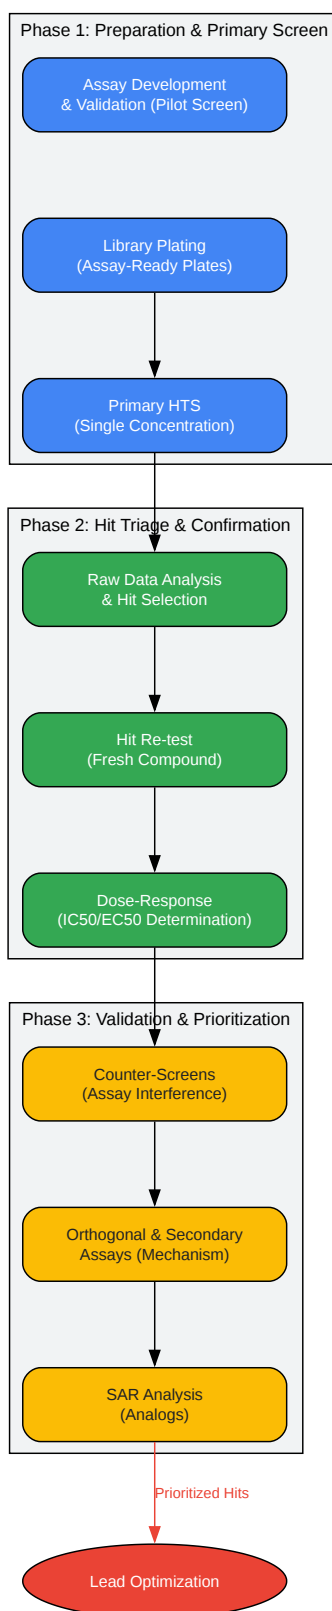 Phase 1: Preparation & Primary Screen
Assay Development
& Validation (Pilot Screen)
Library Plating
(Assay-Ready Plates)
Primary HTS
(Single Concentration)
Phase 2: Hit Triage & Confirmation
Raw Data Analysis
& Hit Selection
Hit Re-test
(Fresh Compound)
Dose-Response
(IC50/EC50 Determination)
Phase 3: Validation & Prioritization
Counter-Screens
(Assay Interference)
Orthogonal & Secondary
Assays (Mechanism)
SAR Analysis
(Analogs)
Prioritized Hits
Lead Optimization